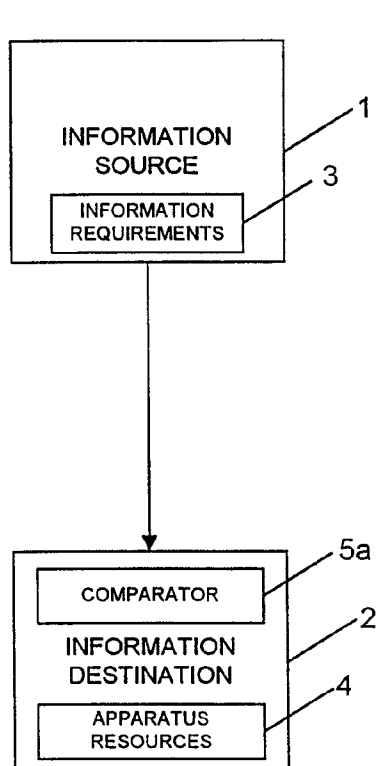 1
INFORMATION
SOURCE
3
INFORMATION
REQUIREMENTS
5a
COMPARATOR
2
INFORMATION
DESTINATION
4
APPARATUS
RESOURCES